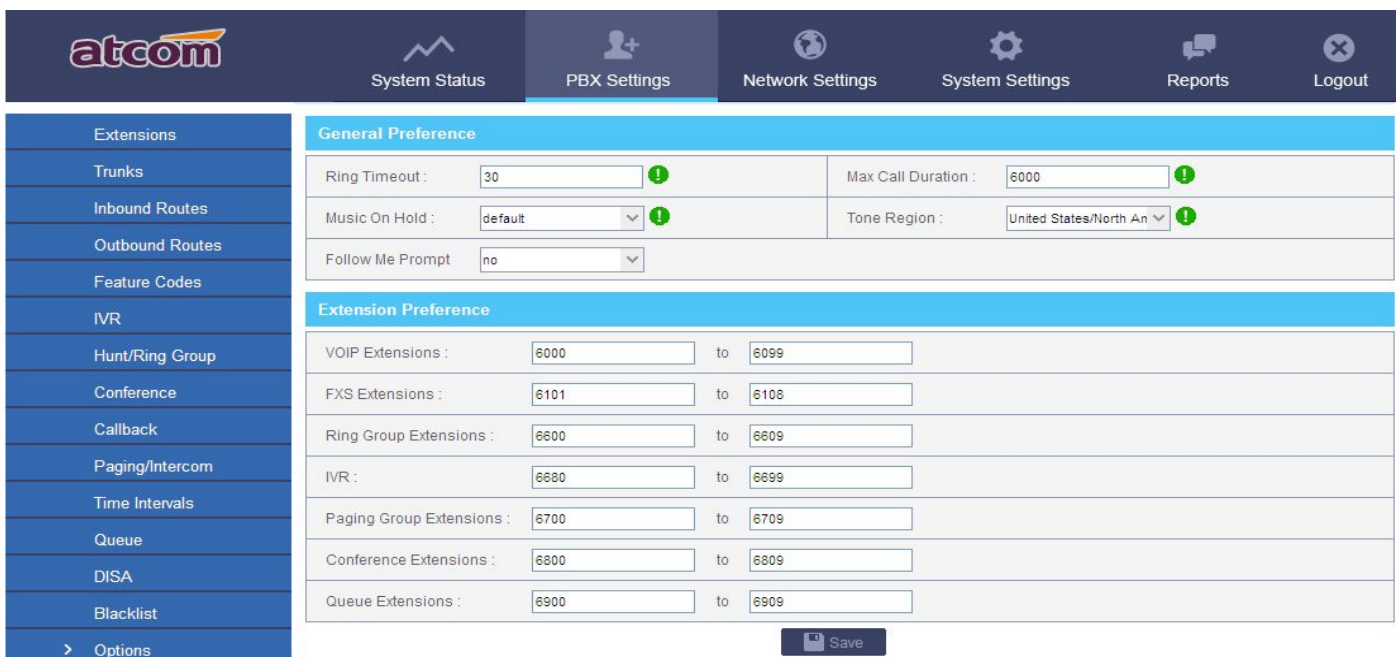 atcom
System Status
PBX Settings
Network Settings
System Settings
Reports
Logout
Extensions
Trunks
Inbound Routes
Outbound Routes
Feature Codes
IVR
Hunt/Ring Group
Conference
Callback
Paging/Intercom
Time Intervals
Queue
DISA
Blacklist
> Options
General Preference
Ring Timeout : 30 Max Call Duration : 6000
Music On Hold : default Tone Region : United States/North An
Follow Me Prompt no
Extension Preference
VOIP Extensions : 6000 to 6099
FXS Extensions : 6101 to 6108
Ring Group Extensions : 6600 to 6609
IVR : 6680 to 6699
Paging Group Extensions : 6700 to 6709
Conference Extensions : 6800 to 6809
Queue Extensions : 6900 to 6909
Save